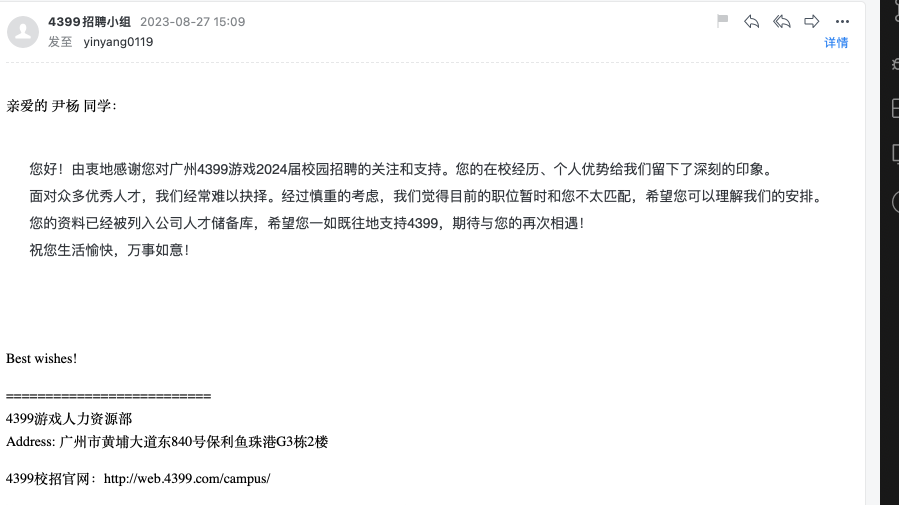 4399招聘小组 2023-08-27 15:09
发至 yinyang0119
详情
亲爱的 尹杨 同学：
您好！由衷地感谢您对广州4399游戏2024届校园招聘的关注和支持。您的在校经历、个人优势给我们留下了深刻的印象。
面对众多优秀人才，我们经常难以抉择。经过慎重的考虑，我们觉得目前的职位暂时和您不太匹配，希望您可以理解我们的安排。
您的资料已经被列入公司人才储备库，希望您一如既往地支持4399，期待与您的再次相遇！
祝您生活愉快，万事如意！
Best wishes!
==========================
4399游戏人力资源部
Address: 广州市黄埔大道东840号保利鱼珠港G3栋2楼
4399校招官网：http://web.4399.com/campus/